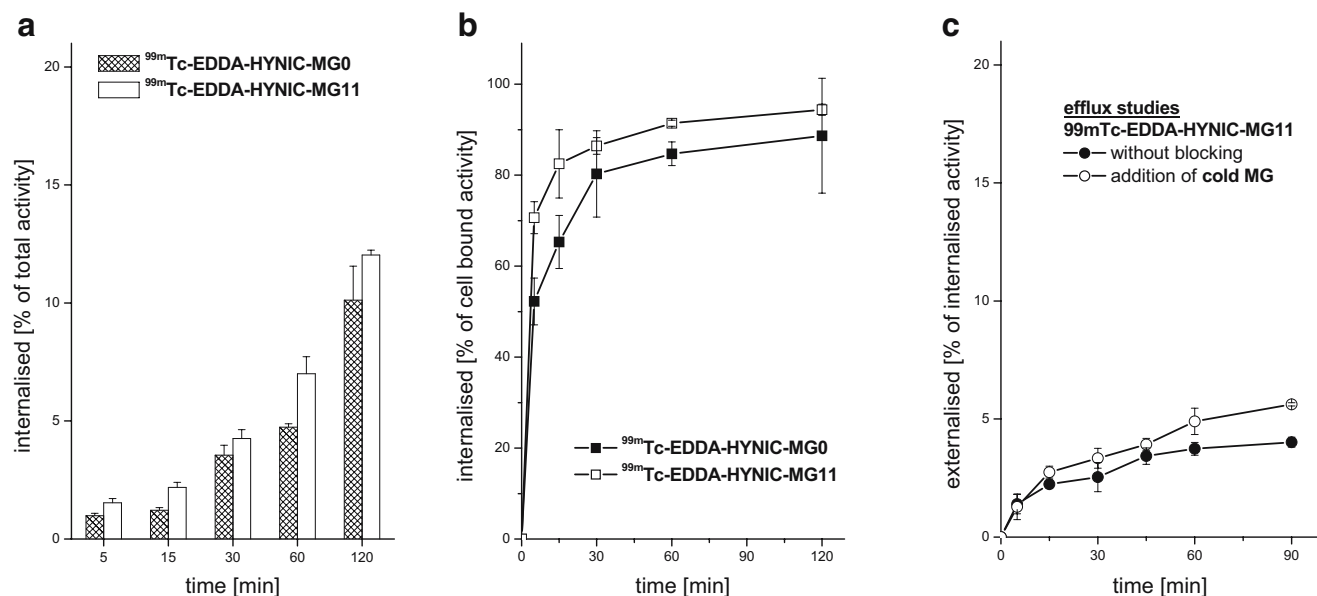 a
internalised [% of total activity]
20
15
10
5
0
99mTc-EDDA-HYNIC-MG0
99mTc-EDDA-HYNIC-MG11
5 15 30 60 120
time [min]
b
internalised [% of cell bound activity]
100
80
60
40
20
0
99mTc-EDDA-HYNIC-MG0
99mTc-EDDA-HYNIC-MG11
0 30 60 90 120
time [min]
c
externalised [% of internalised activity]
20
15
10
5
0
efflux studies
99mTc-EDDA-HYNIC-MG11
without blocking
addition of cold MG
0 30 60 90
time [min]